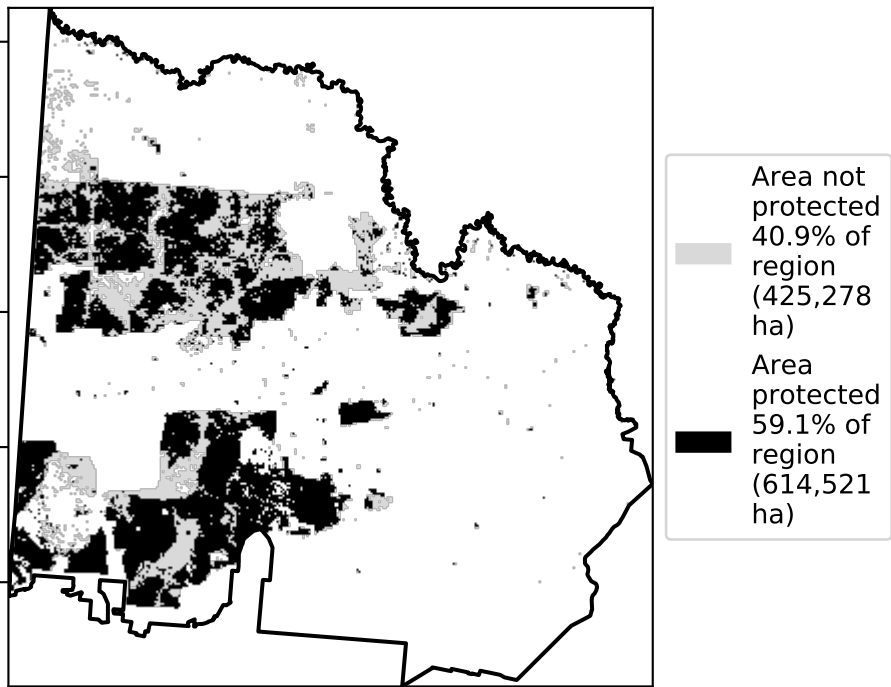 Area not
protected
40.9% of
region
(425,278
ha)
Area
protected
59.1% of
region
(614,521
ha)